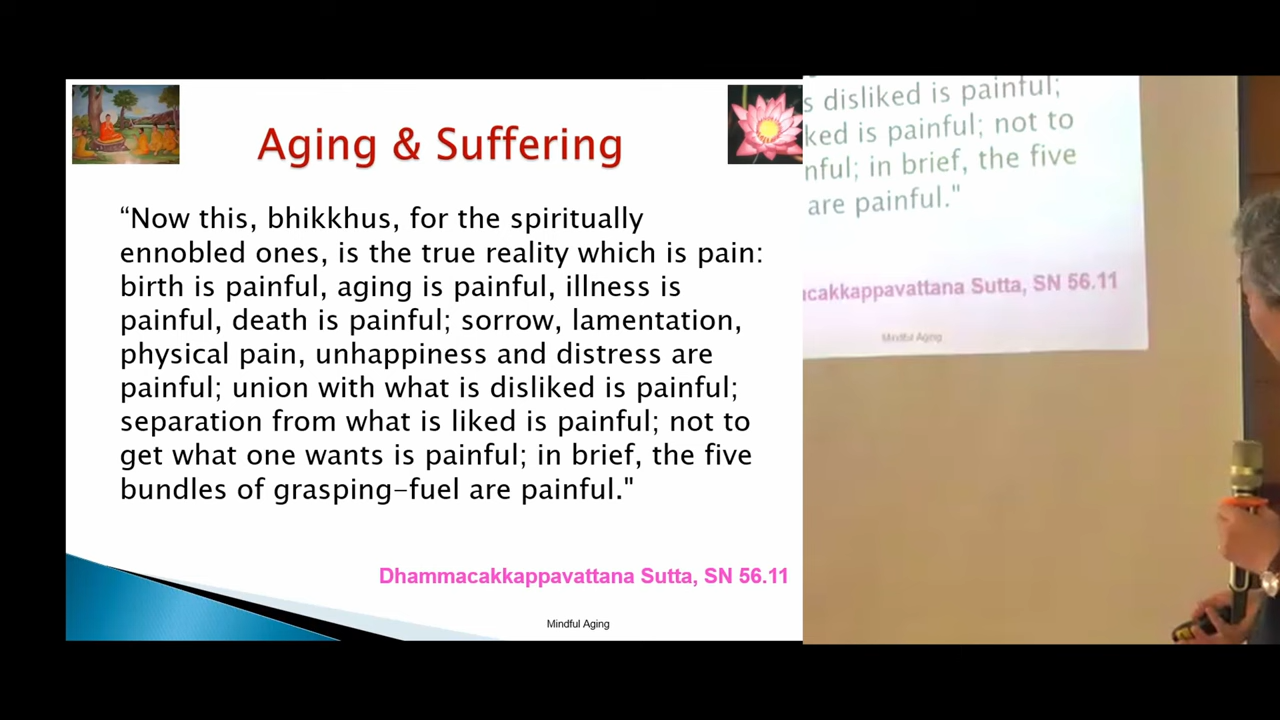 Aging & Suffering
“Now this, bhikkhus, for the spiritually
ennobled ones, is the true reality which is pain:
birth is painful, aging is painful, illness is
painful, death is painful; sorrow, lamentation,
physical pain, unhappiness and distress are
painful; union with what is disliked is painful;
separation from what is liked is painful; not to
get what one wants is painful; in brief, the five
bundles of grasping-fuel are painful."
Dhammacakkappavattana Sutta, SN 56.11
Mindful Aging
s disliked is painful;
ked is painful; not to
nful; in brief, the five
are painful."
acakkappavattana Sutta, SN 56.11
Mindful Aging